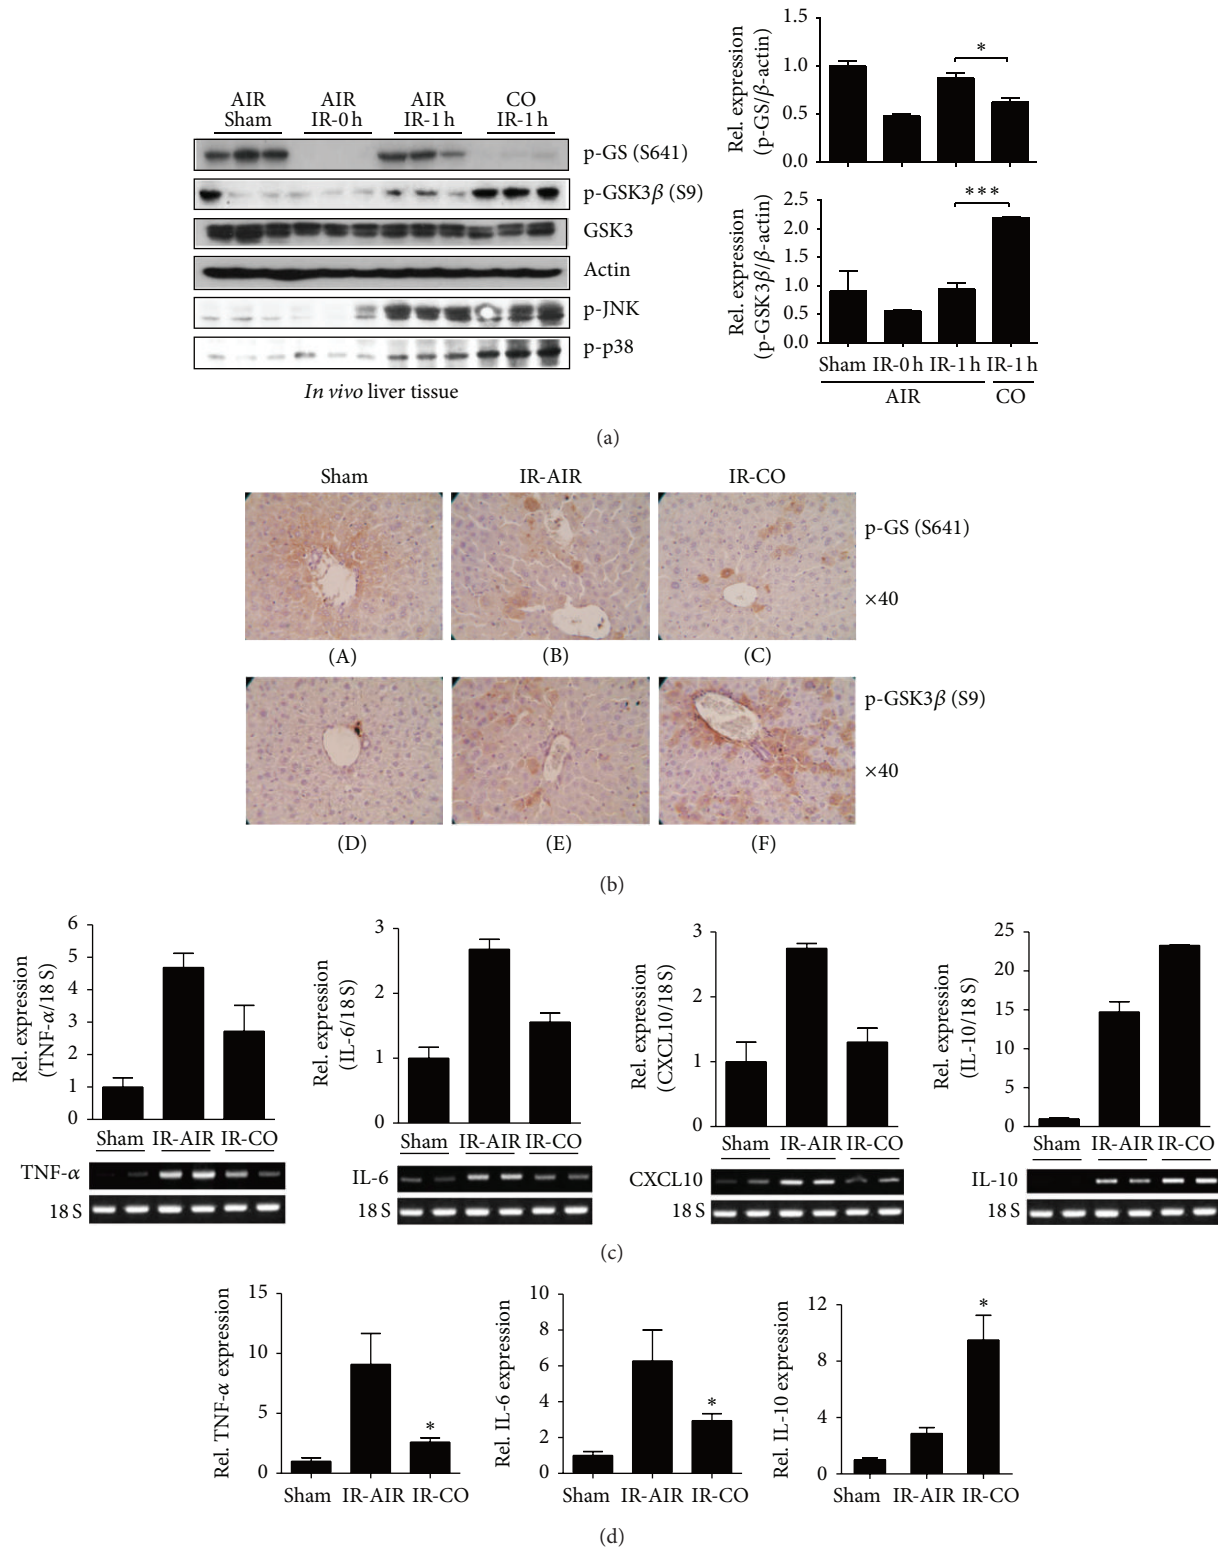 AIR AIR AIR CO
Sham IR-0 h IR-1 h IR-1 h
p-GS (S641)
p-GSK3β (S9)
GSK3
Actin
p-JNK
p-p38
In vivo liver tissue
Rel. expression
(p-GS/β-actin)
1.5
1.0
0.5
0.0
*
Rel. expression
(p-GSK3β/β-actin)
2.5
2.0
1.5
1.0
0.5
0.0
***
Sham IR-0 h IR-1 h IR-1 h
AIR CO
(a)
Sham IR-AIR IR-CO
p-GS (S641)
×40
(A) (B) (C)
p-GSK3β (S9)
×40
(D) (E) (F)
(b)
Rel. expression
(TNF-α/18 S)
6
5
4
3
2
1
0
Sham IR-AIR IR-CO
TNF-α
18 S
Rel. expression
(IL-6/18 S)
3
2
1
0
Sham IR-AIR IR-CO
IL-6
18 S
Rel. expression
(CXCL10/18 S)
3
2
1
0
Sham IR-AIR IR-CO
CXCL10
18 S
Rel. expression
(IL-10/18 S)
25
20
15
10
5
0
Sham IR-AIR IR-CO
IL-10
18 S
(c)
Rel. TNF-α expression
15
10
5
0
*
Sham IR-AIR IR-CO
Rel. IL-6 expression
10
8
6
4
2
0
*
Sham IR-AIR IR-CO
Rel. IL-10 expression
12
8
4
0
*
Sham IR-AIR IR-CO
(d)